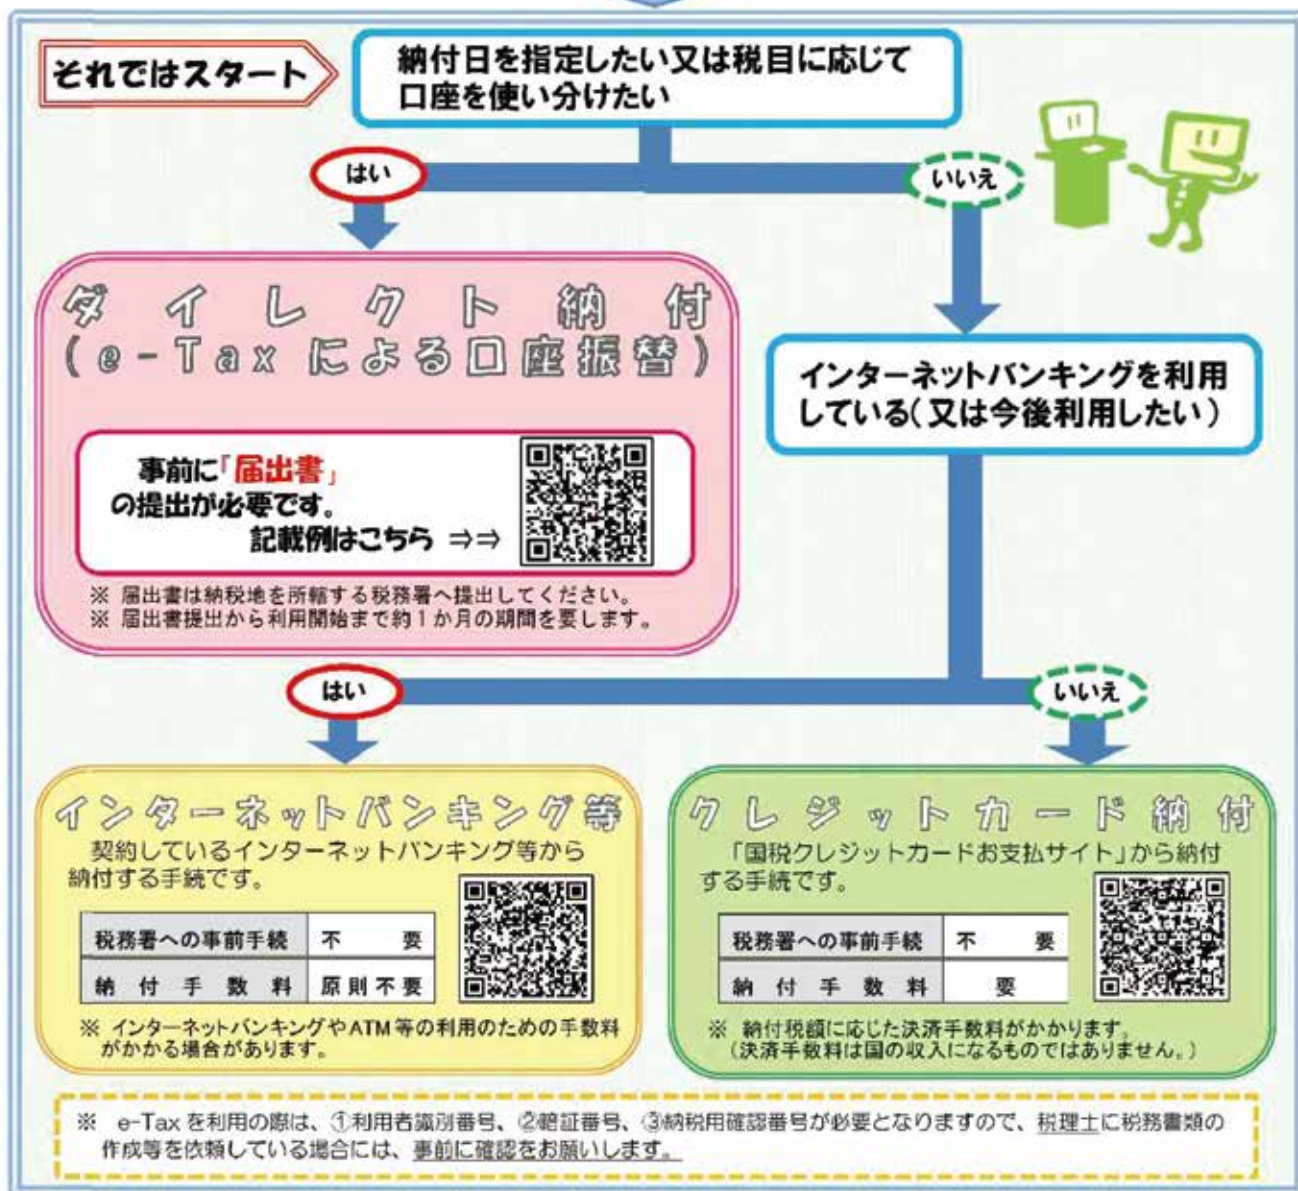 それではスタート
納付日を指定したい又は税目に応じて
口座を使い分けたい
はい
いいえ
ダイレクト納付
(e-Taxによる口座振替)
事前に「届出書」
の提出が必要です。
記載例はこちら ⇒⇒
※ 届出書は納税地を所轄する税務署へ提出してください。
※ 届出書提出から利用開始まで約1か月の期間を要します。
インターネットバンキングを利用
している(又は今後利用したい)
はい
いいえ
インターネットバンキング等
契約しているインターネットバンキング等から
納付する手続です。
税務署への事前手続 不要
納付手数料 原則不要
※ インターネットバンキングやATM等の利用のための手数料
がかかる場合があります。
クレジットカード納付
「国税クレジットカードお支払サイト」から納付
する手続です。
税務署への事前手続 不要
納付手数料 要
※ 納付税額に応じた決済手数料がかかります。
(決済手数料は国の収入になるものではありません。)
※ e-Taxを利用の際は、①利用者識別番号、②暗証番号、③納税用確認番号が必要となりますので、税理士に税務書類の
作成等を依頼している場合には、事前に確認をお願いします。